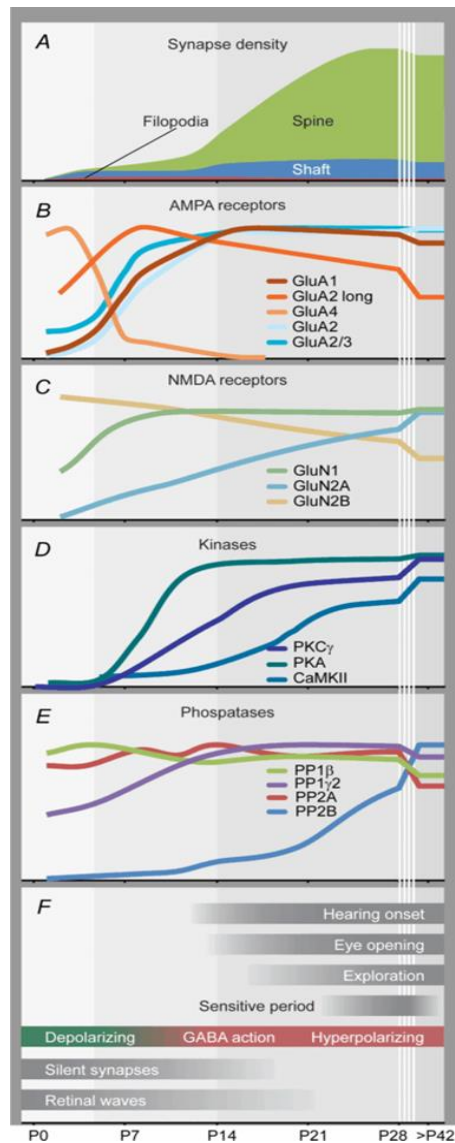 A
Synapse density
Filopodia
Spine
Shaft
B
AMPA receptors
GluA1
GluA2 long
GluA4
GluA2
GluA2/3
C
NMDA receptors
GluN1
GluN2A
GluN2B
D
Kinases
PKCγ
PKA
CaMKII
E
Phospatases
PP1β
PP1γ2
PP2A
PP2B
F
Hearing onset
Eye opening
Exploration
Sensitive period
Depolarizing GABA action Hyperpolarizing
Silent synapses
Retinal waves
P0 P7 P14 P21 P28 >P42